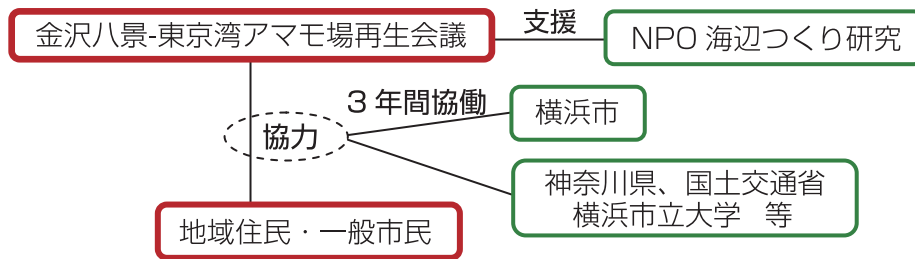 金沢八景-東京湾アマモ場再生会議
支援
NPO 海辺つくり研究
3 年間協働
横浜市
協力
神奈川県、国土交通省
横浜市立大学 等
地域住民・一般市民